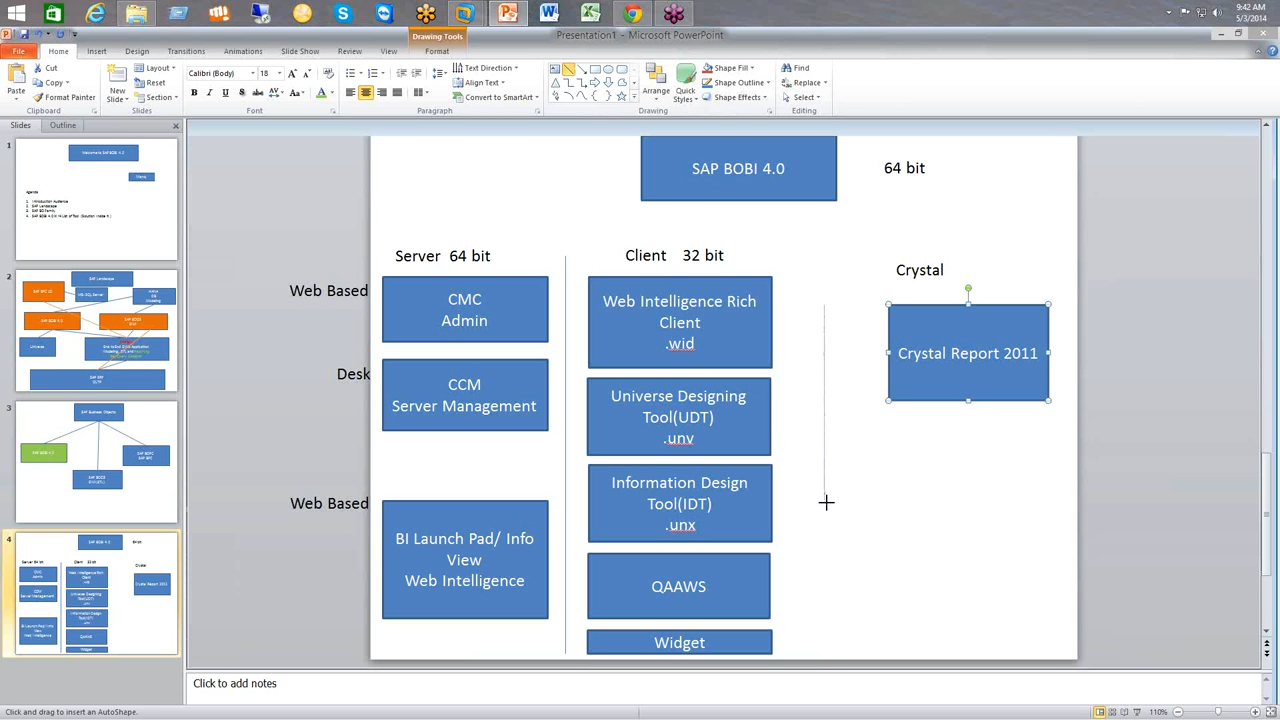 9:42 AM
5/3/2014
Drawing Tools
Presentation1 - Microsoft PowerPoint
File Home Insert Design Transitions Animations Slide Show Review View Format
Cut
Copy
Format Painter
Paste
Clipboard
New
Slide
Layout
Reset
Section
Slides
Calibri (Body) 18
Font
Text Direction
Align Text
Convert to SmartArt
Paragraph
Arrange
Quick
Styles
Shape Fill
Shape Outline
Shape Effects
Drawing
Find
Replace
Select
Editing
Slides Outline
1
2
3
4
SAP BOBI 4.0
64 bit
Server 64 bit
Client 32 bit
Crystal
Web Based
CMC
Admin
Web Intelligence Rich
Client
.wid
Crystal Report 2011
Desk
CCM
Server Management
Universe Designing
Tool(UDT)
.unv
Web Based
Information Design
Tool(IDT)
.unx
BI Launch Pad/ Info
View
Web Intelligence
QAAWS
Widget
Click to add notes
Click and drag to insert an AutoShape.
110%